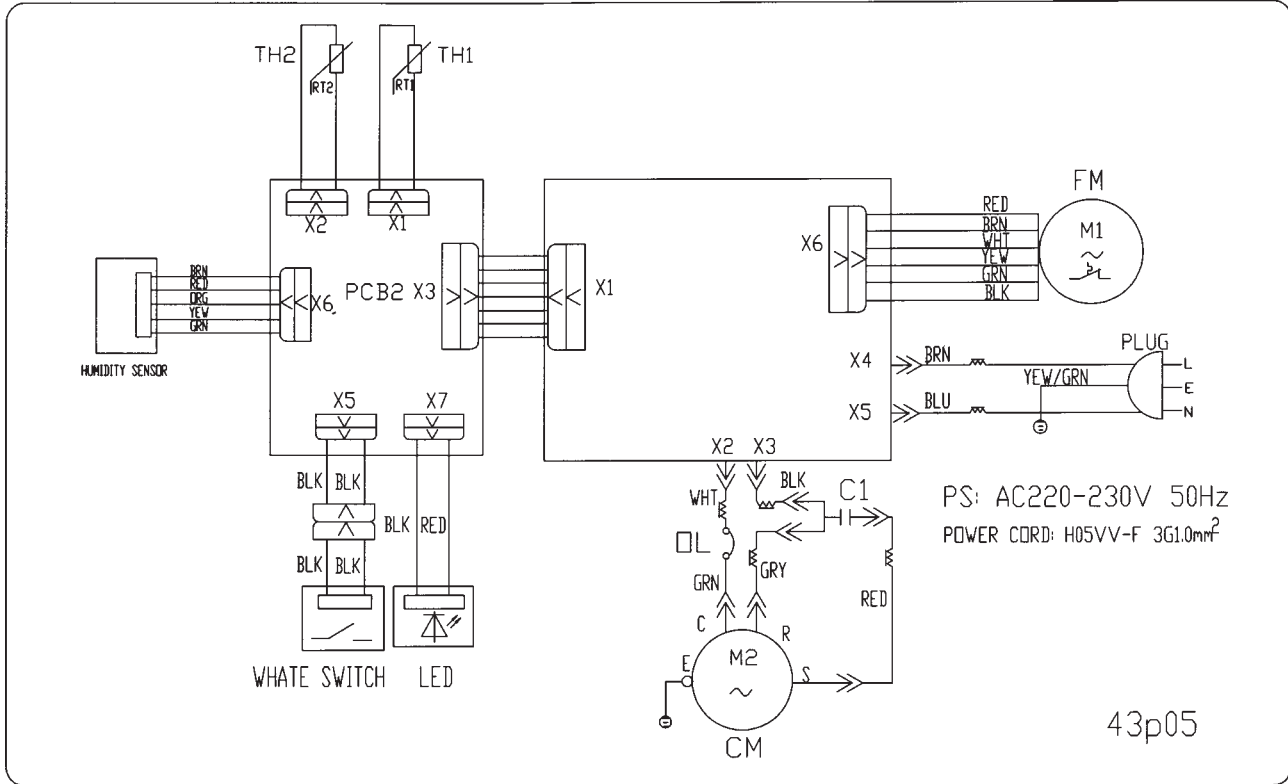 TH2
RT2
TH1
RT1
X2
X1
FM
RED
BRN
WHT
YEW
GRN
BLK
M1
X6
BRN
RED
ORG
YEW
GRN
X6
PCB2
X3
X1
HUMIDITY SENSOR
PLUG
X4
BRN
L
YEW/GRN
E
X5
BLU
N
X5
X7
X2
X3
BLK
BLK
BLK
RED
BLK
BLK
WHT
BLK
C1
OL
GRN
GRY
RED
C
R
E
M2
S
CM
WHATE SWITCH
LED
PS: AC220-230V 50Hz
POWER CORD: H05VV-F 3G1.0mm²
43p05